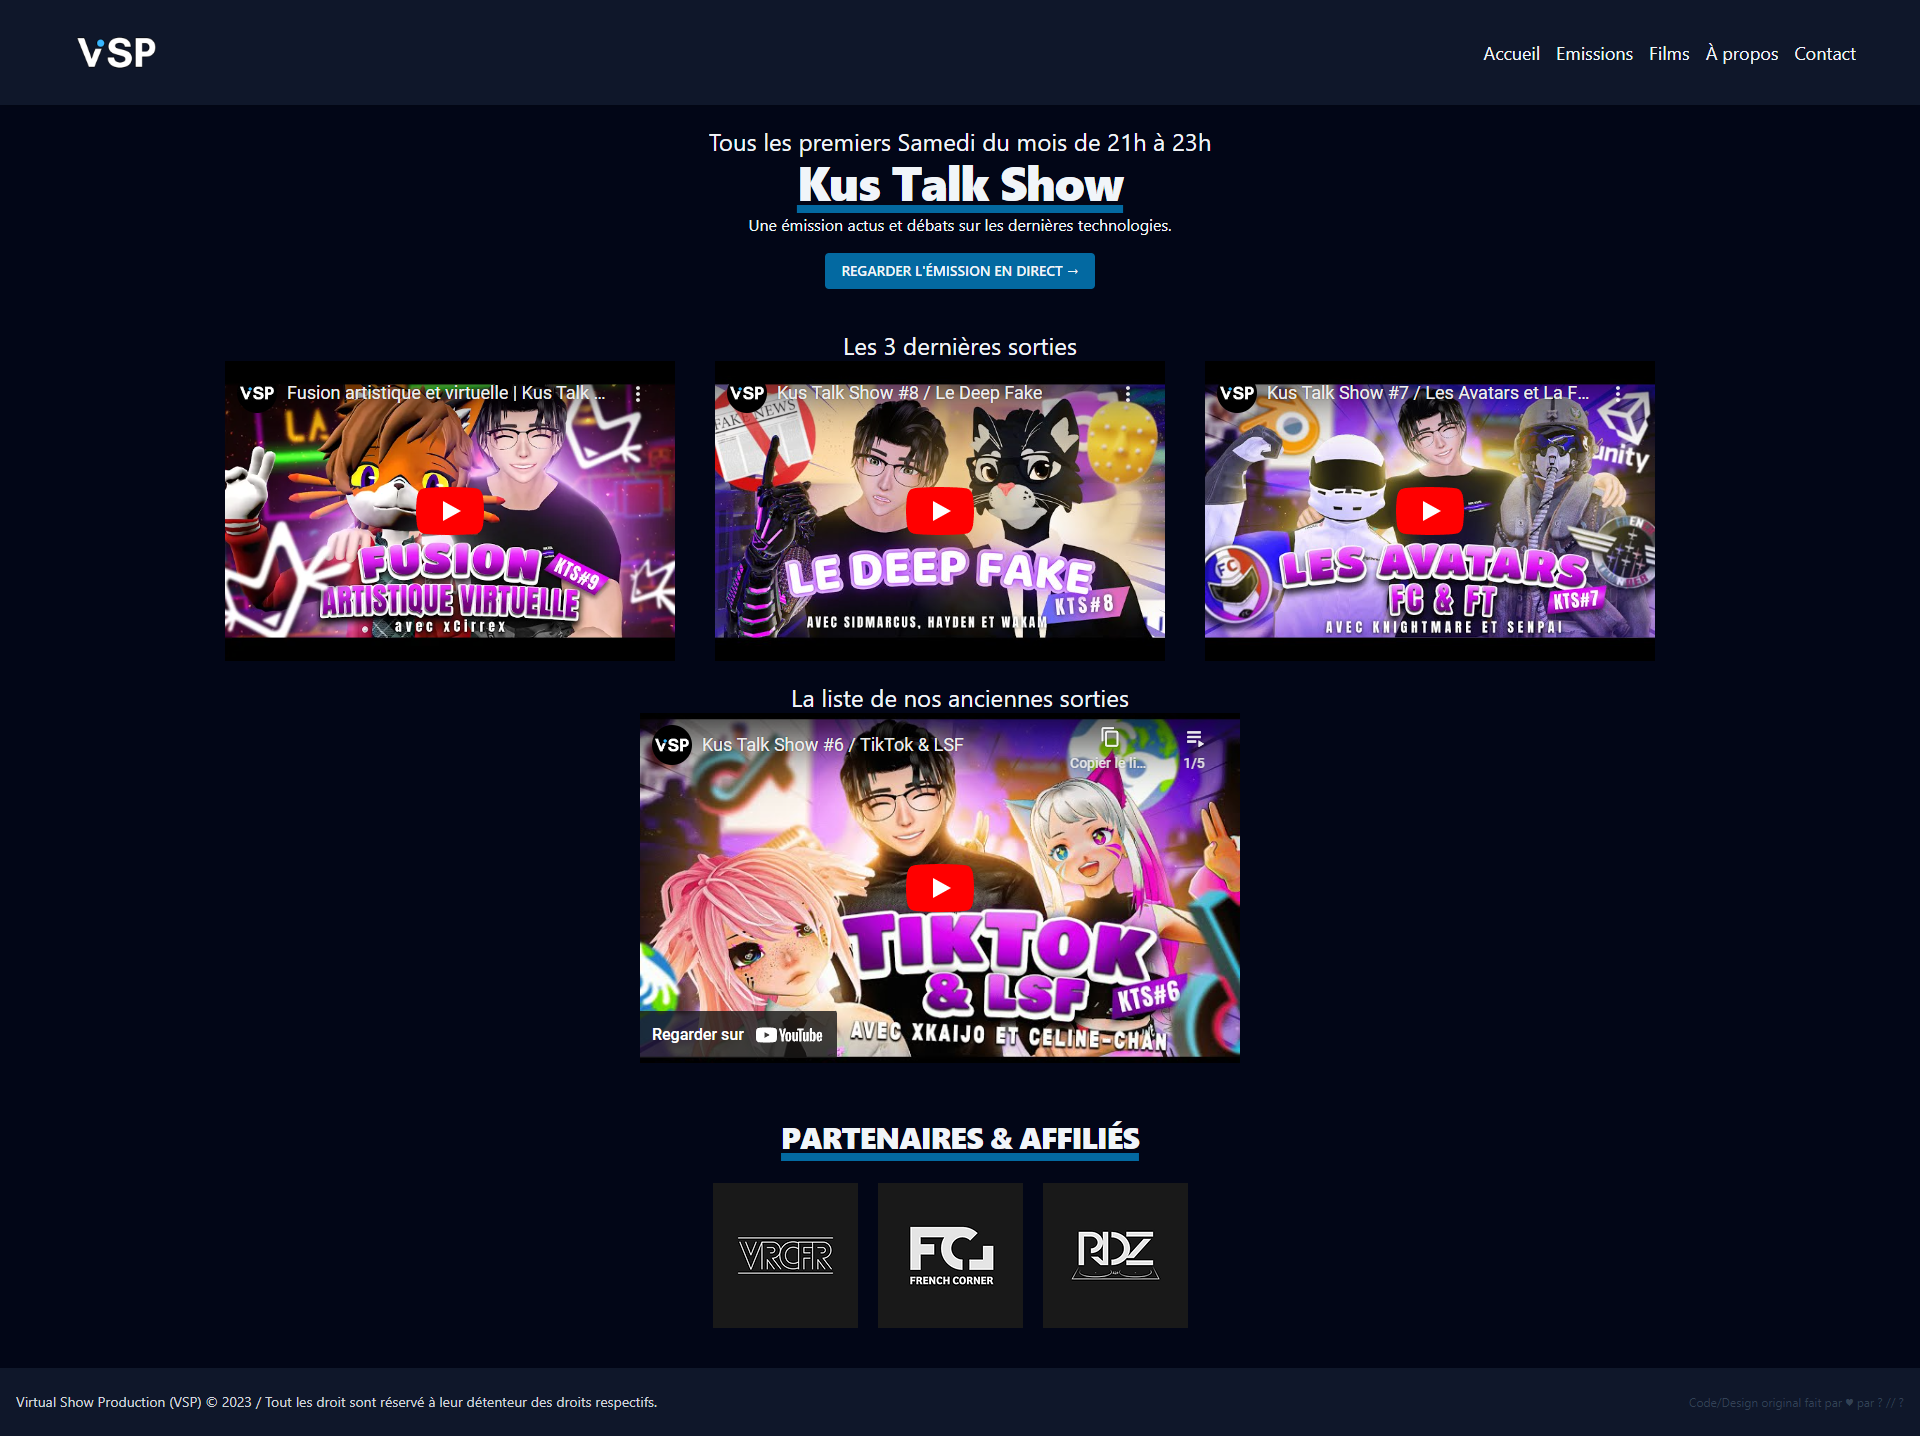 VSP
Accueil Emissions Films À propos Contact
Tous les premiers Samedi du mois de 21h à 23h
Kus Talk Show
Une émission actus et débats sur les dernières technologies.
REGARDER L'ÉMISSION EN DIRECT →
Les 3 dernières sorties
VSP Fusion artistique et virtuelle | Kus Talk ...
LA
FUSION
KTS#9
ARTISTIQUE VIRTUELLE
avec xCirrex
VSP Kus Talk Show #8 / Le Deep Fake
FAKE NEWS
LE DEEP FAKE
KTS#8
AVEC SIDMARCUS, HAYDEN ET WAKAM
VSP Kus Talk Show #7 / Les Avatars et La F...
unity
FC
LES AVATARS
FC & FT
KTS#7
AVEC KNIGHTMARE ET SENPAI
La liste de nos anciennes sorties
VSP Kus Talk Show #6 / TikTok & LSF
Copier le li...
1/5
TIKTOK
& LSF
KTS#6
AVEC XKAIJO ET CELINE-CHAN
Regarder sur YouTube
PARTENAIRES & AFFILIÉS
VRCFR
FC
FRENCH CORNER
RDZ
Virtual Show Production (VSP) © 2023 / Tout les droit sont réservé à leur détenteur des droits respectifs.
Code/Design original fait par ♥ par ? // ?